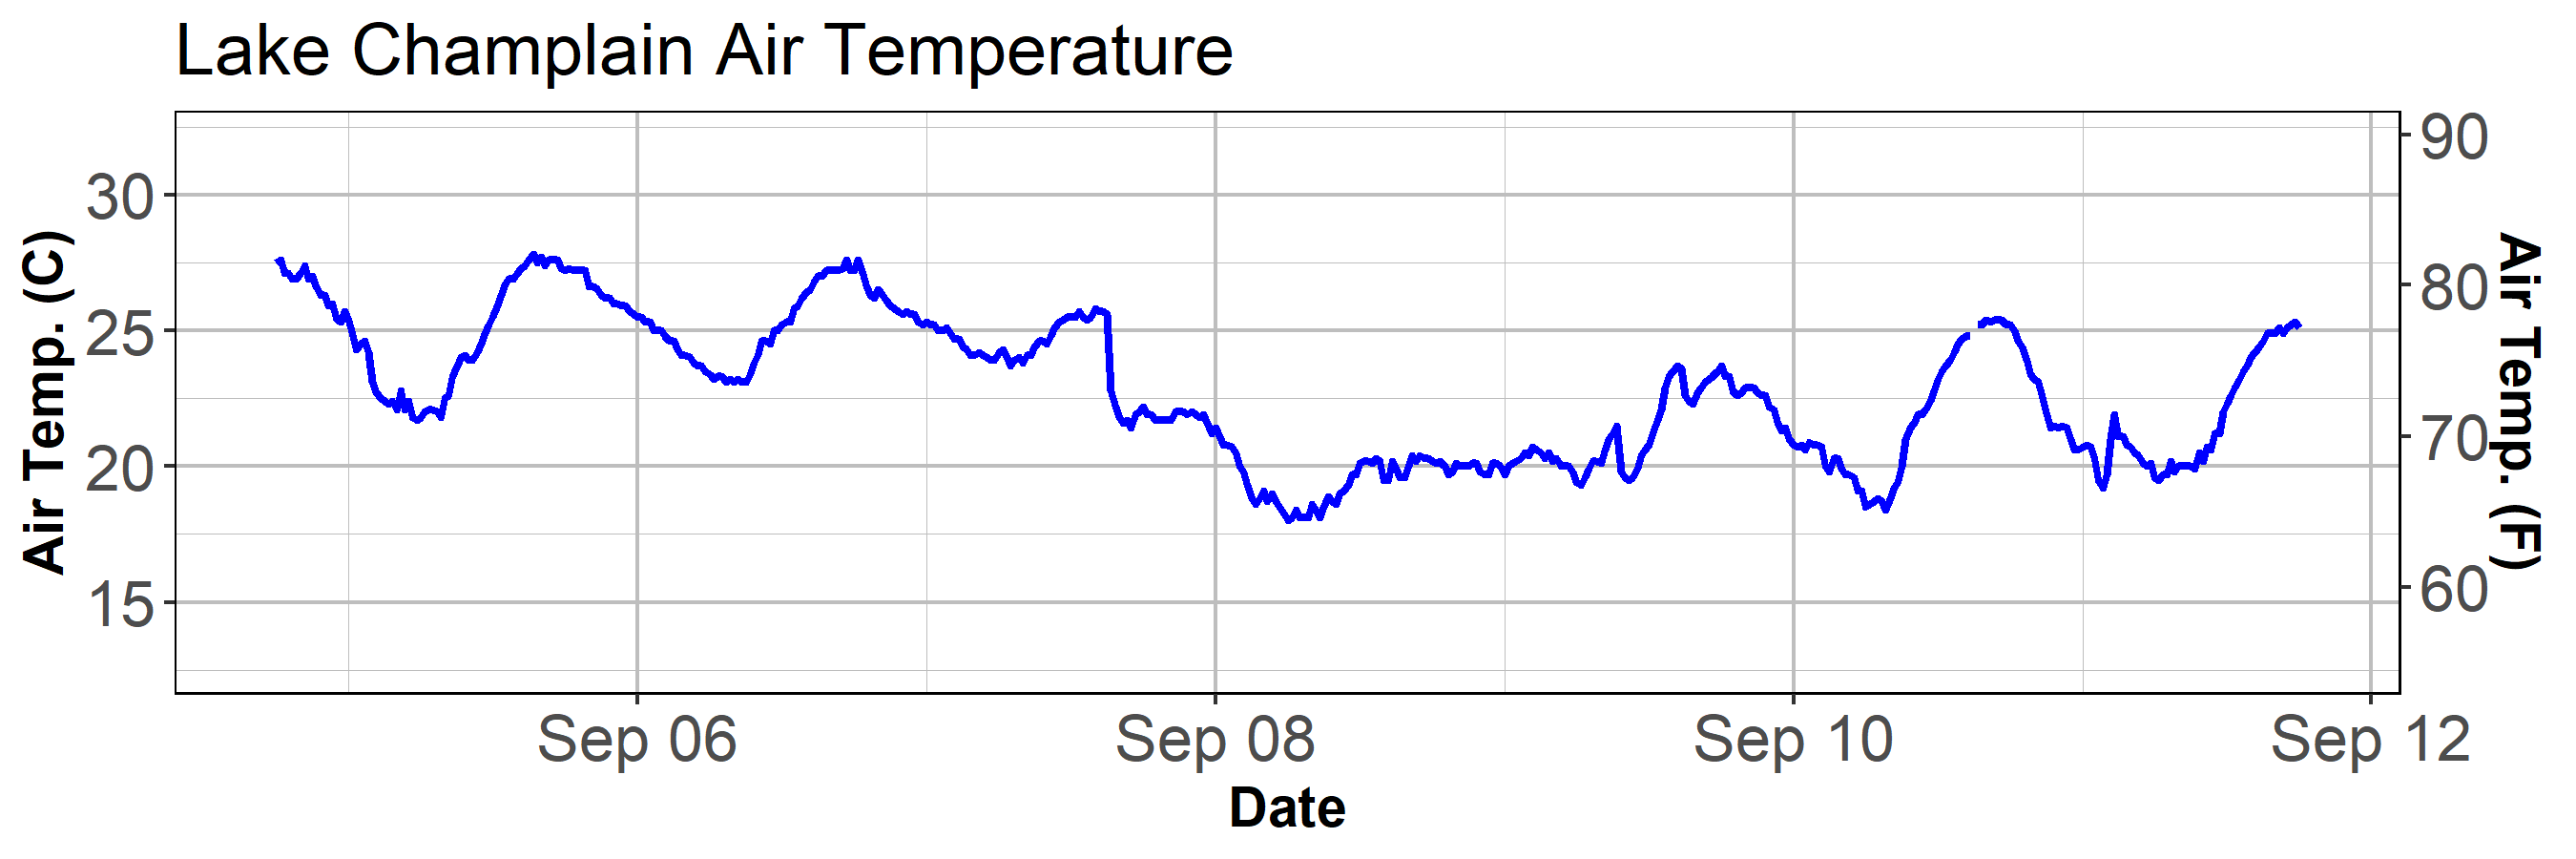 Lake Champlain Air Temperature
Air Temp. (C)
30
25
20
15
90
80
70
60
Air Temp. (F)
Sep 06
Sep 08
Sep 10
Sep 12
Date